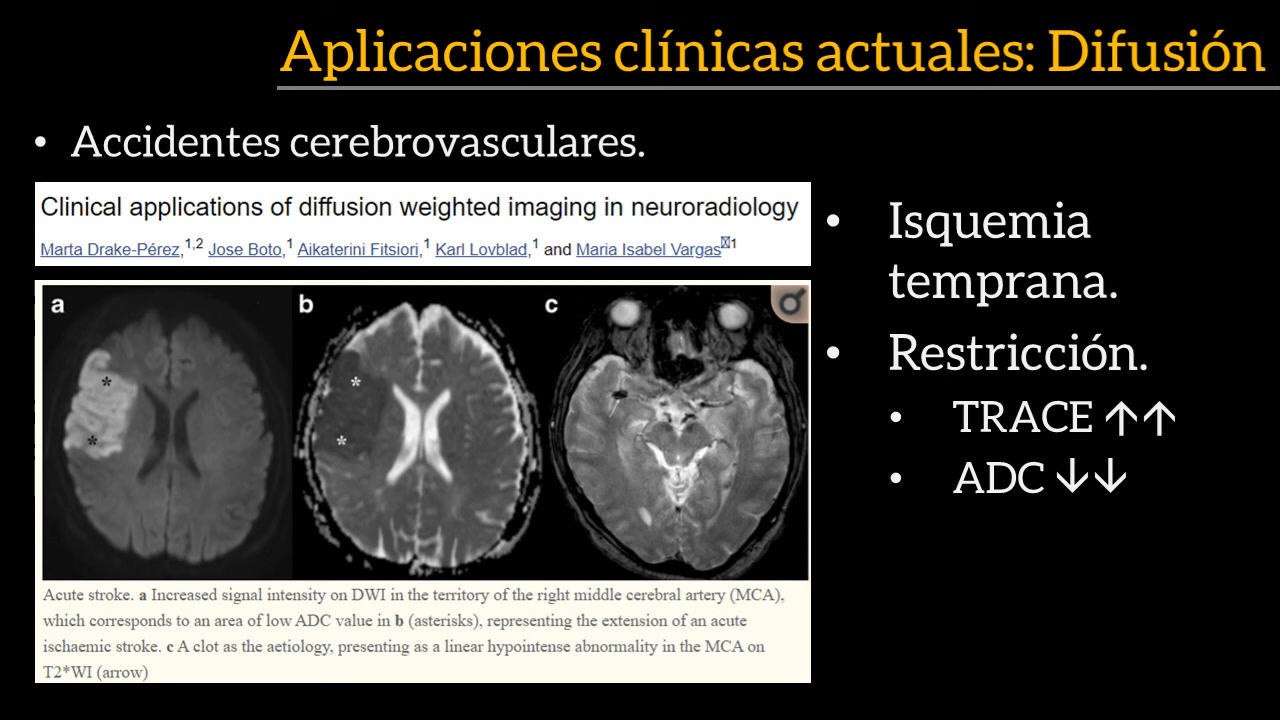 Aplicaciones clínicas actuales: Difusión
• Accidentes cerebrovasculares.
Clinical applications of diffusion weighted imaging in neuroradiology
Marta Drake-Pérez,1,2 Jose Boto,1 Aikaterini Fitsiori,1 Karl Lovblad,1 and Maria Isabel Vargas1
a b c
* * * *
Acute stroke. a Increased signal intensity on DWI in the territory of the right middle cerebral artery (MCA),
which corresponds to an area of low ADC value in b (asterisks), representing the extension of an acute
ischaemic stroke. c A clot as the aetiology, presenting as a linear hypointense abnormality in the MCA on
T2*WI (arrow)
• Isquemia
temprana.
• Restricción.
• TRACE ↑↑
• ADC ↓↓